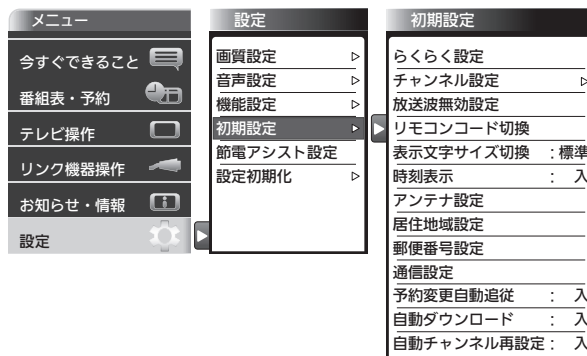 メニュー
今すぐできること
番組表・予約
テレビ操作
リンク機器操作
お知らせ・情報
設定
設定
画質設定
音声設定
機能設定
初期設定
節電アシスト設定
設定初期化
初期設定
らくらく設定
チャンネル設定
放送波無効設定
リモコンコード切換
表示文字サイズ切換 : 標準
時刻表示 : 入
アンテナ設定
居住地域設定
郵便番号設定
通信設定
予約変更自動追従 : 入
自動ダウンロード : 入
自動チャンネル再設定 : 入